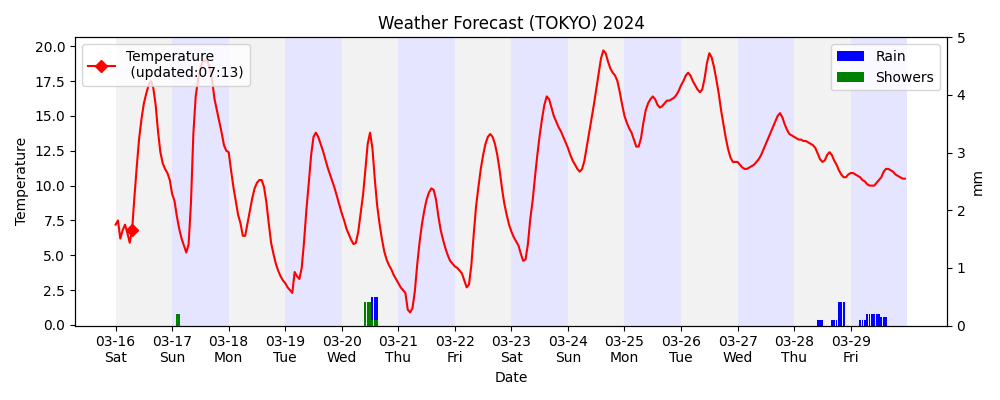 Weather Forecast (TOKYO) 2024
Temperature
(updated:07:13)
Rain
Showers
Temperature
20.0
17.5
15.0
12.5
10.0
7.5
5.0
2.5
0.0
5
4
3
2
1
0
mm
03-16 03-17 03-18 03-19 03-20 03-21 03-22 03-23 03-24 03-25 03-26 03-27 03-28 03-29
Sat Sun Mon Tue Wed Thu Fri Sat Sun Mon Tue Wed Thu Fri
Date